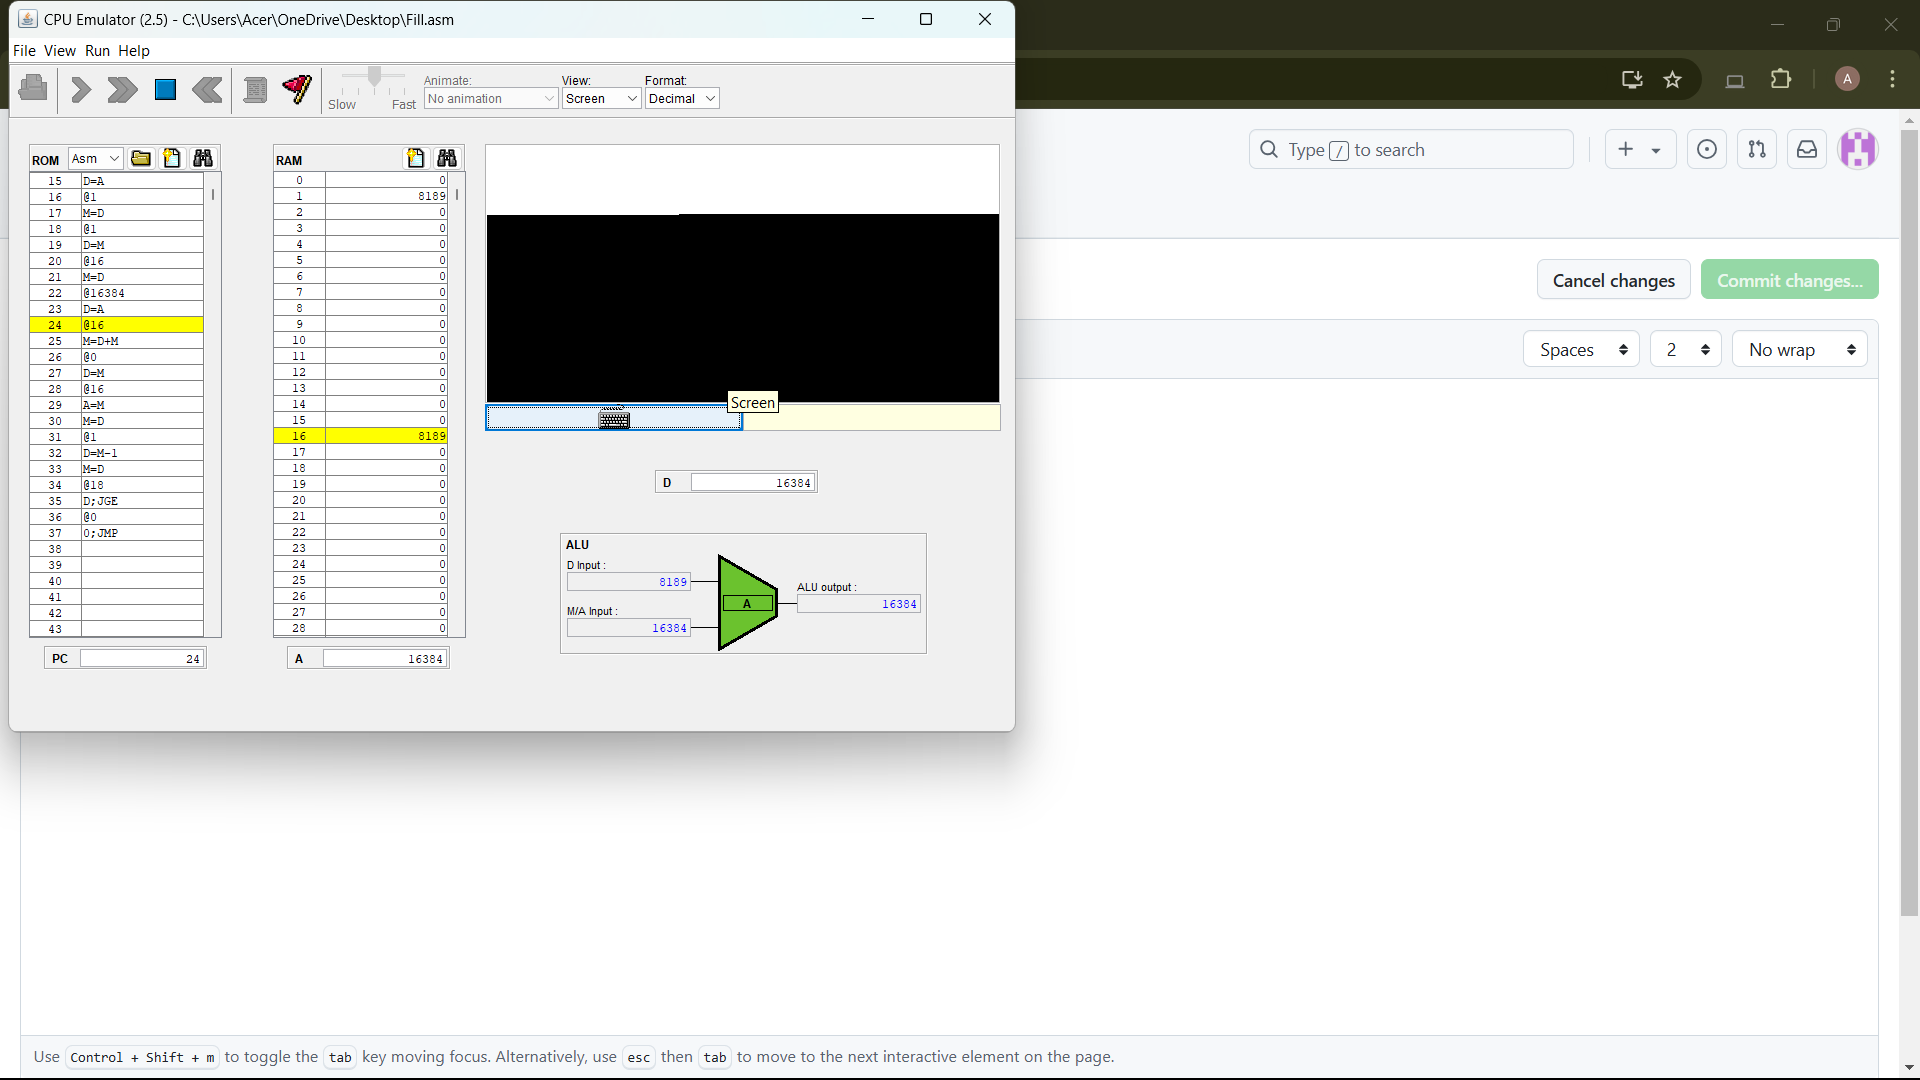 CPU Emulator (2.5) - C:\Users\Acer\OneDrive\Desktop\Fill.asm
File View Run Help
Slow Fast
Animate:
No animation
View:
Screen
Format:
Decimal
A
Type / to search
Cancel changes
Commit changes...
Spaces
2
No wrap
ROM Asm
15 D=A
16 @1
17 M=D
18 @1
19 D=M
20 @16
21 M=D
22 @16384
23 D=A
24 @16
25 M=D+M
26 @0
27 D=M
28 @16
29 A=M
30 M=D
31 @1
32 D=M-1
33 M=D
34 @18
35 D;JGE
36 @0
37 0;JMP
38
39
40
41
42
43
PC 24
RAM
0 0
1 8189
2 0
3 0
4 0
5 0
6 0
7 0
8 0
9 0
10 0
11 0
12 0
13 0
14 0
15 0
16 8189
17 0
18 0
19 0
20 0
21 0
22 0
23 0
24 0
25 0
26 0
27 0
28 0
A 16384
Screen
D 16384
ALU
D Input :
8189
M/A Input :
16384
A
ALU output :
16384
Use Control + Shift + m to toggle the tab key moving focus. Alternatively, use esc then tab to move to the next interactive element on the page.